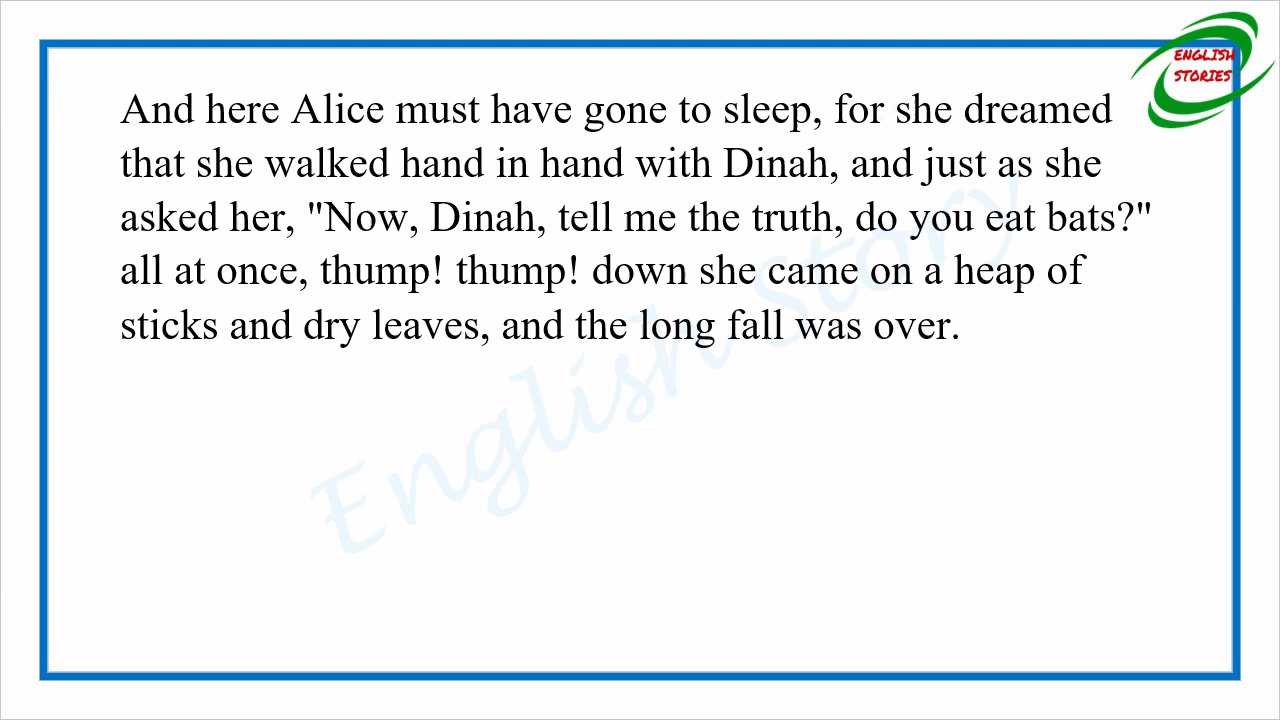 ENGLISH
STORIES
And here Alice must have gone to sleep, for she dreamed
that she walked hand in hand with Dinah, and just as she
asked her, "Now, Dinah, tell me the truth, do you eat bats?"
all at once, thump! thump! down she came on a heap of
sticks and dry leaves, and the long fall was over.
English Story